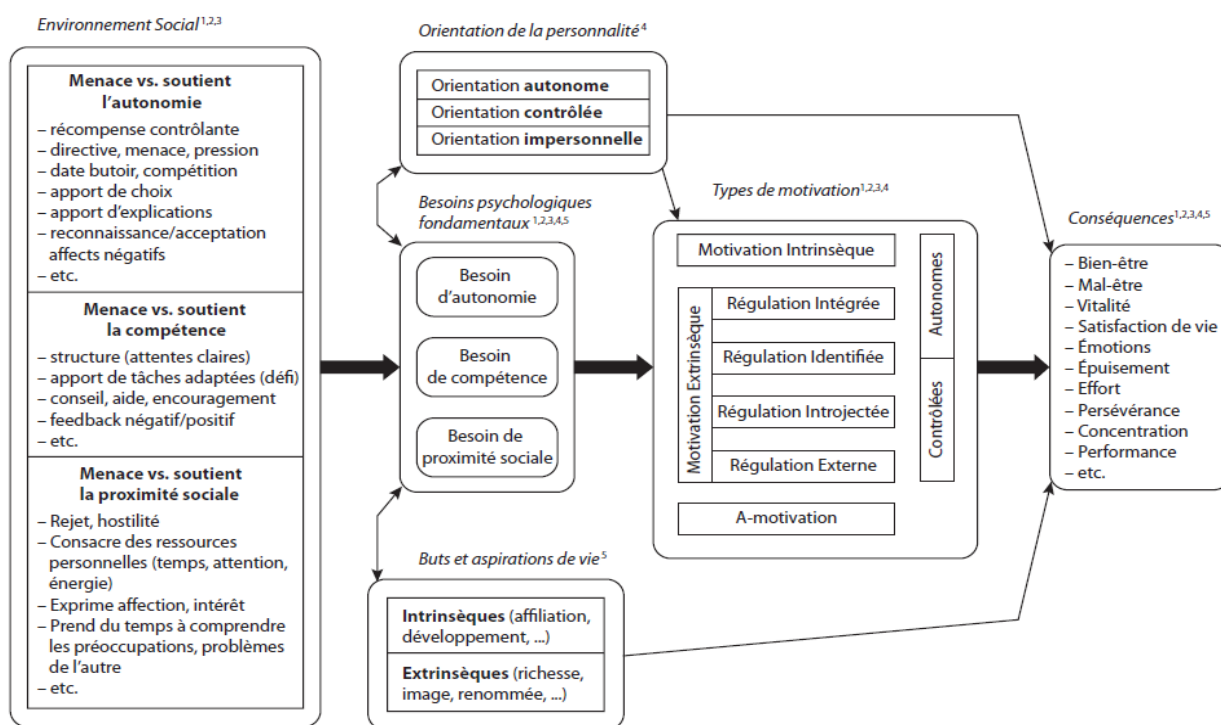 Environnement Social1,2,3
Menace vs. soutient
l'autonomie
– récompense contrôlante
– directive, menace, pression
– date butoir, compétition
– apport de choix
– apport d'explications
– reconnaissance/acceptation
affects négatifs
– etc.
Menace vs. soutient
la compétence
– structure (attentes claires)
– apport de tâches adaptées (défi)
– conseil, aide, encouragement
– feedback négatif/positif
– etc.
Menace vs. soutient
la proximité sociale
– Rejet, hostilité
– Consacre des ressources
personnelles (temps, attention,
énergie)
– Exprime affection, intérêt
– Prend du temps à comprendre
les préoccupations, problèmes
de l'autre
– etc.
Orientation de la personnalité4
Orientation autonome
Orientation contrôlée
Orientation impersonnelle
Besoins psychologiques
fondamentaux 1,2,3,4,5
Besoin
d'autonomie
Besoin
de compétence
Besoin de
proximité sociale
Buts et aspirations de vie5
Intrinsèques (affiliation,
développement, ...)
Extrinsèques (richesse,
image, renommée, ...)
Types de motivation1,2,3,4
Motivation Intrinsèque
Motivation Extrinsèque
Régulation Intégrée
Régulation Identifiée
Régulation Introjectée
Régulation Externe
A-motivation
Autonomes
Contrôlées
Conséquences1,2,3,4,5
– Bien-être
– Mal-être
– Vitalité
– Satisfaction de vie
– Émotions
– Épuisement
– Effort
– Persévérance
– Concentration
– Performance
– etc.